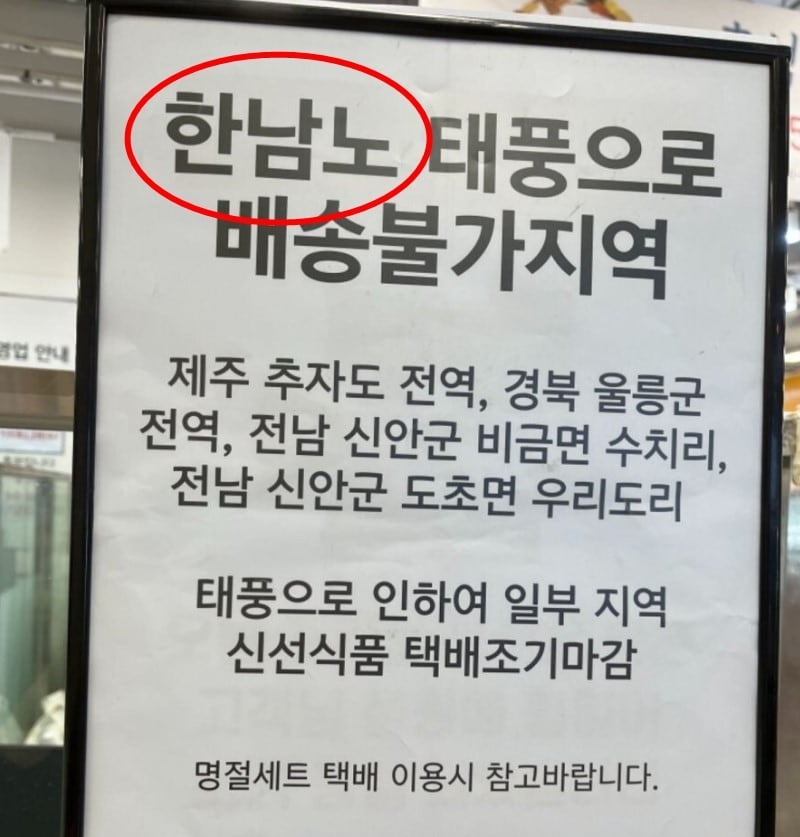 한남노 태풍으로
배송불가지역
제주 추자도 전역, 경북 울릉군
전역, 전남 신안군 비금면 수치리,
전남 신안군 도초면 우리도리
태풍으로 인하여 일부 지역
신선식품 택배조기마감
명절세트 택배 이용시 참고바랍니다.
영업 안내